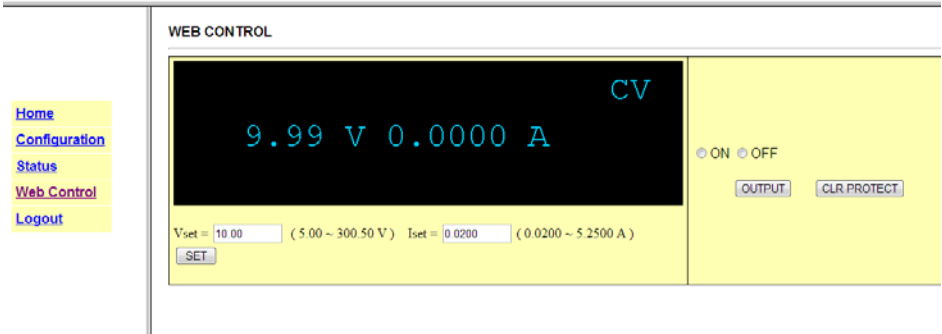 WEB CONTROL
Home
Configuration
Status
Web Control
Logout
CV
9.99 V 0.0000 A
Vset = 10.00 ( 5.00 ~ 300.50 V ) Iset = 0.0200 ( 0.0200 ~ 5.2500 A )
SET
ON OFF
OUTPUT CLR PROTECT